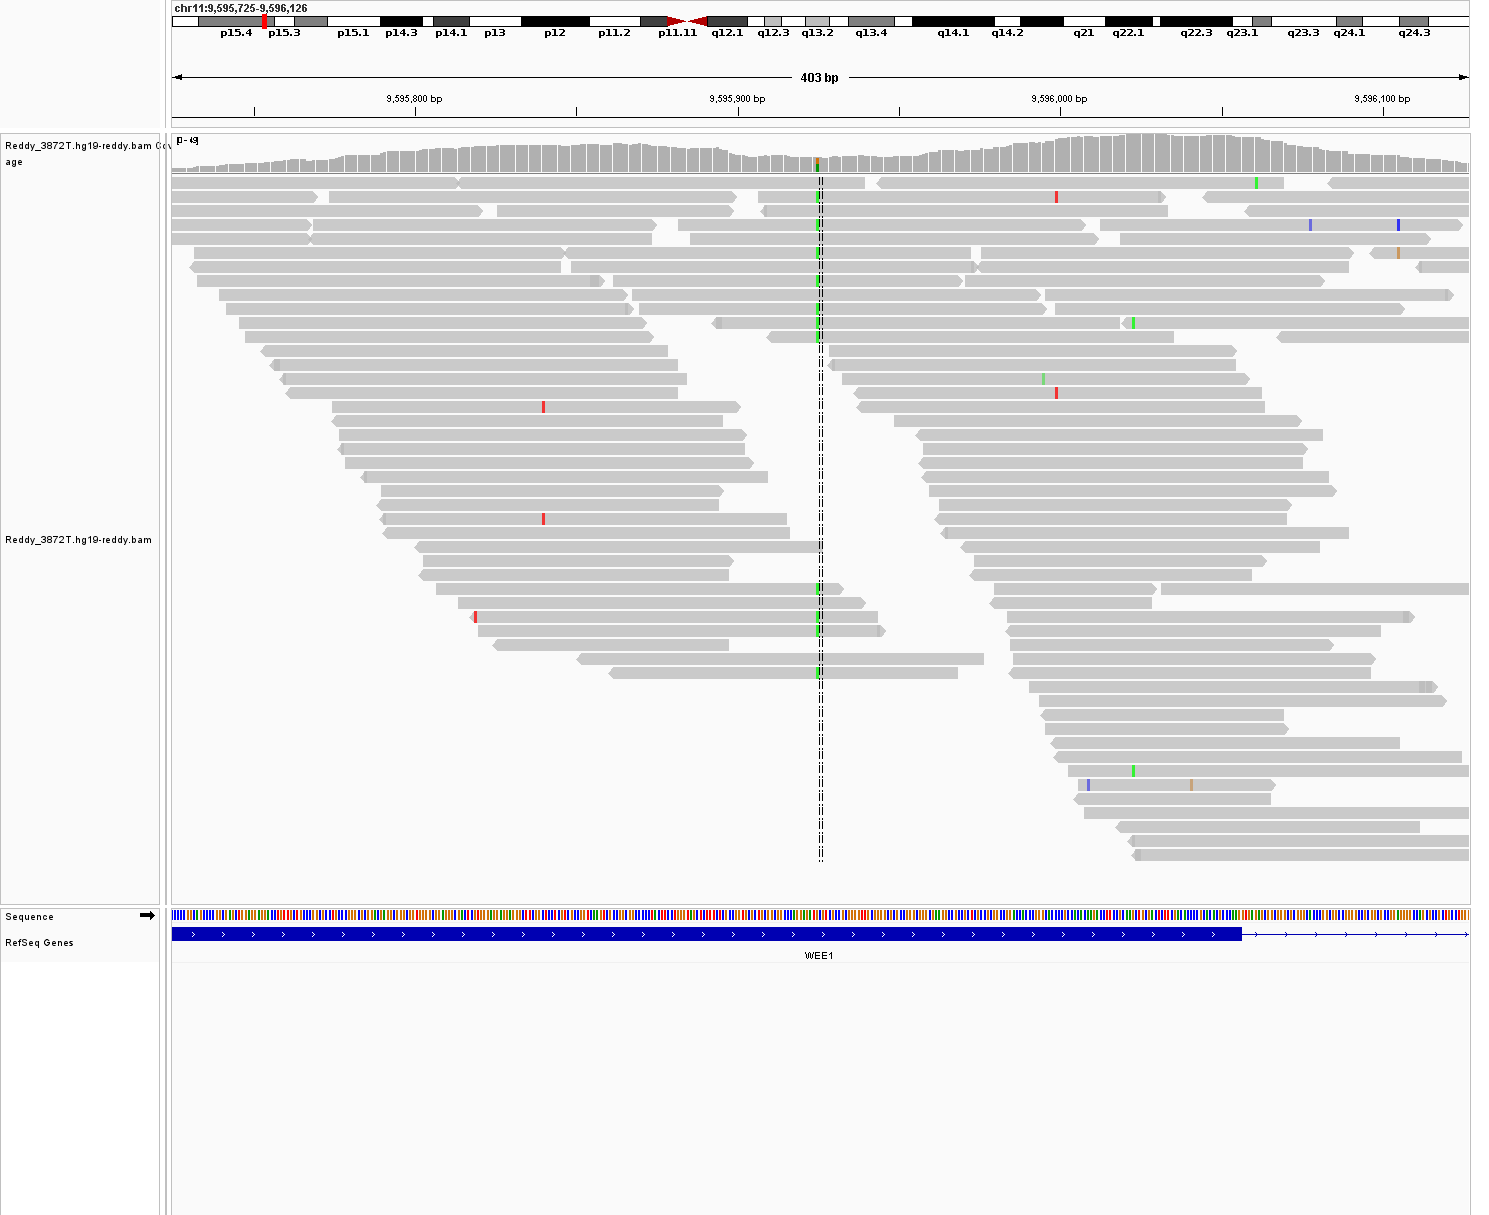 chr11:9,595,725-9,596,126
p15.4 p15.3 p15.1 p14.3 p14.1 p13 p12 p11.2 p11.11 q12.1 q12.3 q13.2 q13.4 q14.1 q14.2 q21 q22.1 q22.3 q23.1 q23.3 q24.1 q24.3
403 bp
9,595,800 bp 9,595,900 bp 9,596,000 bp 9,596,100 bp
Reddy_3872T.hg19-reddy.bam Cov
age
Reddy_3872T.hg19-reddy.bam
Sequence
RefSeq Genes
WEE1